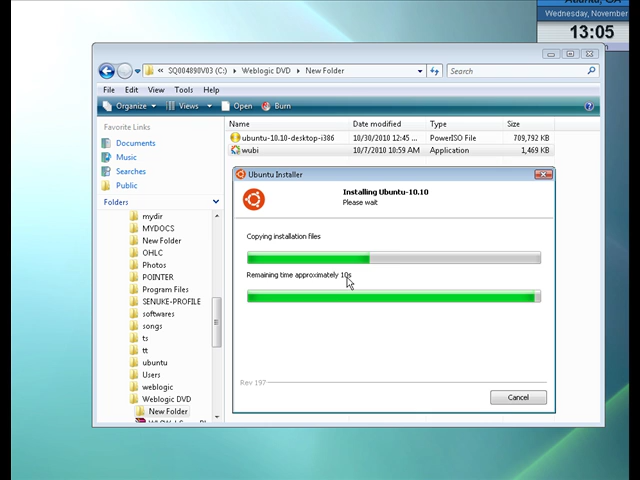 Ubuntu, GA
Wednesday, November
13:05
« SQ004890V03 (C:) Weblogic DVD New Folder
Search
File Edit View Tools Help
Organize Views Open Burn
Favorite Links
Documents
Music
Searches
Public
Folders
mydir
MYDOCS
New Folder
OHLC
Photos
POINTER
Program Files
SENUKE-PROFILE
softwares
songs
ts
tt
ubuntu
Users
weblogic
Weblogic DVD
New Folder
Name Date modified Type Size
ubuntu-10.10-desktop-i386 10/30/2010 12:45 ... PowerISO File 709,792 KB
wubi 10/7/2010 10:59 AM Application 1,469 KB
Ubuntu Installer
Installing Ubuntu-10.10
Please wait
Copying installation files
Remaining time approximately 10s
Rev 197
Cancel